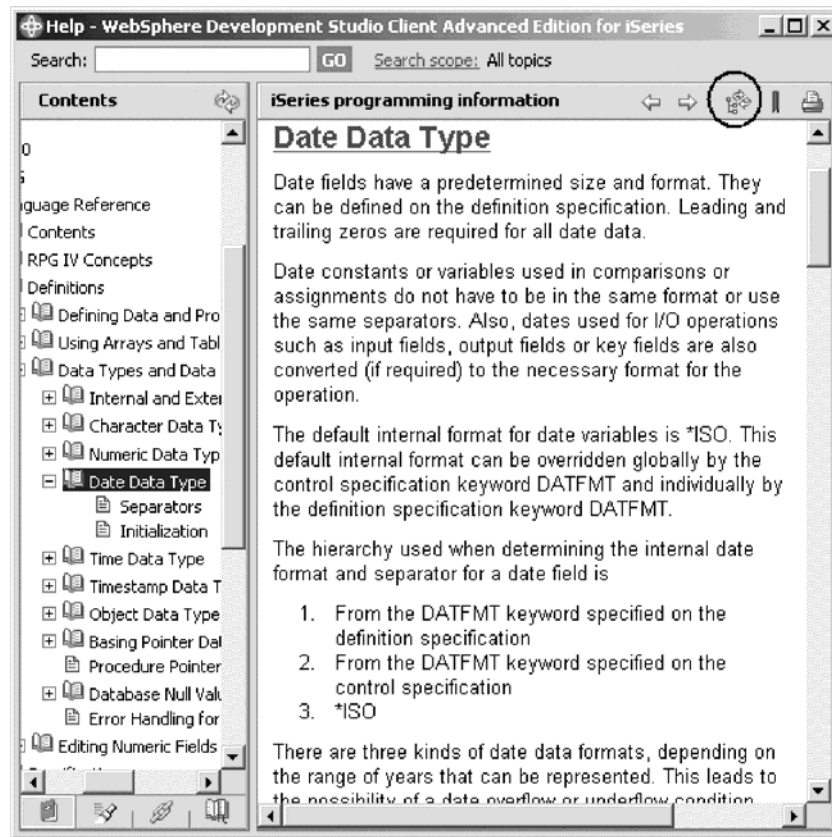 Help - WebSphere Development Studio Client Advanced Edition for iSeries
Search:
GO
Search scope: All topics
Contents
guage Reference
Contents
RPG IV Concepts
Definitions
Defining Data and Pro
Using Arrays and Tabl
Data Types and Data
Internal and Exter
Character Data Ty
Numeric Data Typ
Date Data Type
Separators
Initialization
Time Data Type
Timestamp Data T
Object Data Type
Basing Pointer Dat
Procedure Pointer
Database Null Valu
Error Handling for
Editing Numeric Fields
iSeries programming information
Date Data Type
Date fields have a predetermined size and format. They
can be defined on the definition specification. Leading and
trailing zeros are required for all date data.
Date constants or variables used in comparisons or
assignments do not have to be in the same format or use
the same separators. Also, dates used for I/O operations
such as input fields, output fields or key fields are also
converted (if required) to the necessary format for the
operation.
The default internal format for date variables is *ISO. This
default internal format can be overridden globally by the
control specification keyword DATFMT and individually by
the definition specification keyword DATFMT.
The hierarchy used when determining the internal date
format and separator for a date field is
1. From the DATFMT keyword specified on the
definition specification
2. From the DATFMT keyword specified on the
control specification
3. *ISO
There are three kinds of date data formats, depending on
the range of years that can be represented. This leads to
the possibility of a date overflow or underflow condition